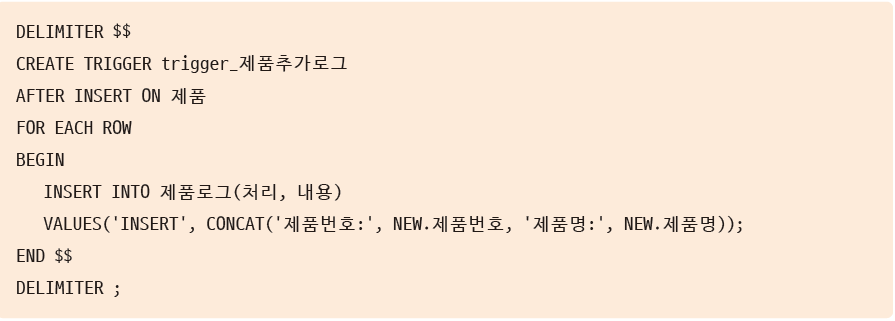 DELIMITER $$
CREATE TRIGGER trigger_제품추가로그
AFTER INSERT ON 제품
FOR EACH ROW
BEGIN
INSERT INTO 제품로그(처리, 내용)
VALUES('INSERT', CONCAT('제품번호:', NEW.제품번호, '제품명:', NEW.제품명));
END $$
DELIMITER ;